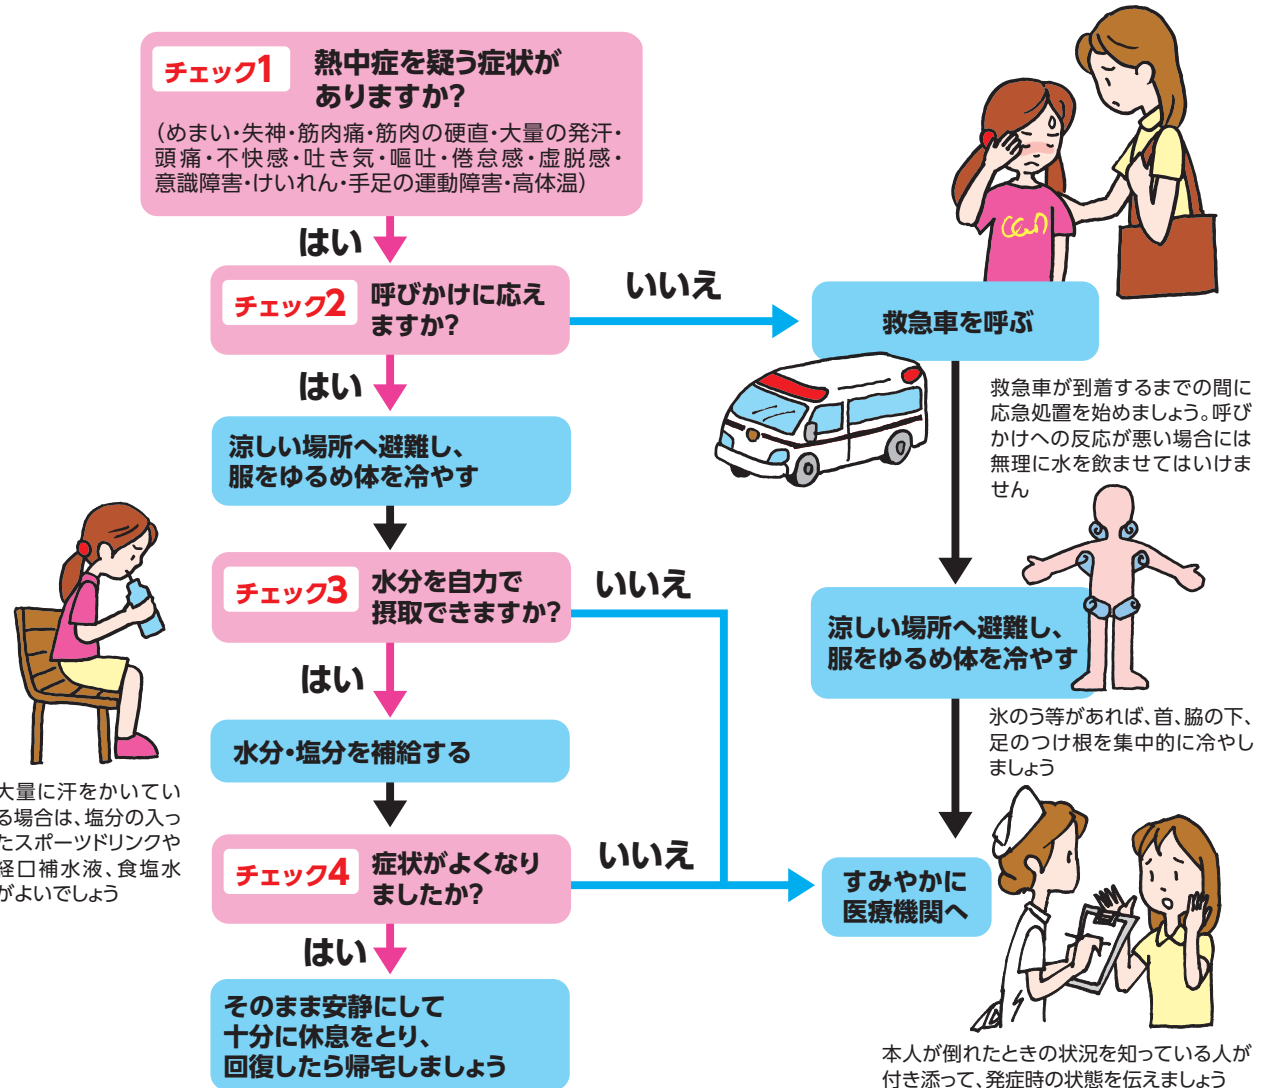 チェック1
熱中症を疑う症状が
ありますか?
(めまい・失神・筋肉痛・筋肉の硬直・大量の発汗・
頭痛・不快感・吐き気・嘔吐・倦怠感・虚脱感・
意識障害・けいれん・手足の運動障害・高体温)
はい
チェック2
呼びかけに応え
ますか?
いいえ
救急車を呼ぶ
救急車が到着するまでの間に
応急処置を始めましょう。呼び
かけへの反応が悪い場合には
無理に水を飲ませてはいけま
せん
はい
涼しい場所へ避難し、
服をゆるめ体を冷やす
チェック3
水分を自力で
摂取できますか?
いいえ
涼しい場所へ避難し、
服をゆるめ体を冷やす
氷のう等があれば、首、脇の下、
足のつけ根を集中的に冷やし
ましょう
はい
水分・塩分を補給する
大量に汗をかいてい
る場合は、塩分の入っ
たスポーツドリンクや
経口補水液、食塩水
がよいでしょう
チェック4
症状がよくなり
ましたか?
いいえ
すみやかに
医療機関へ
はい
そのまま安静にして
十分に休息をとり、
回復したら帰宅しましょう
本人が倒れたときの状況を知っている人が
付き添って、発症時の状態を伝えましょう